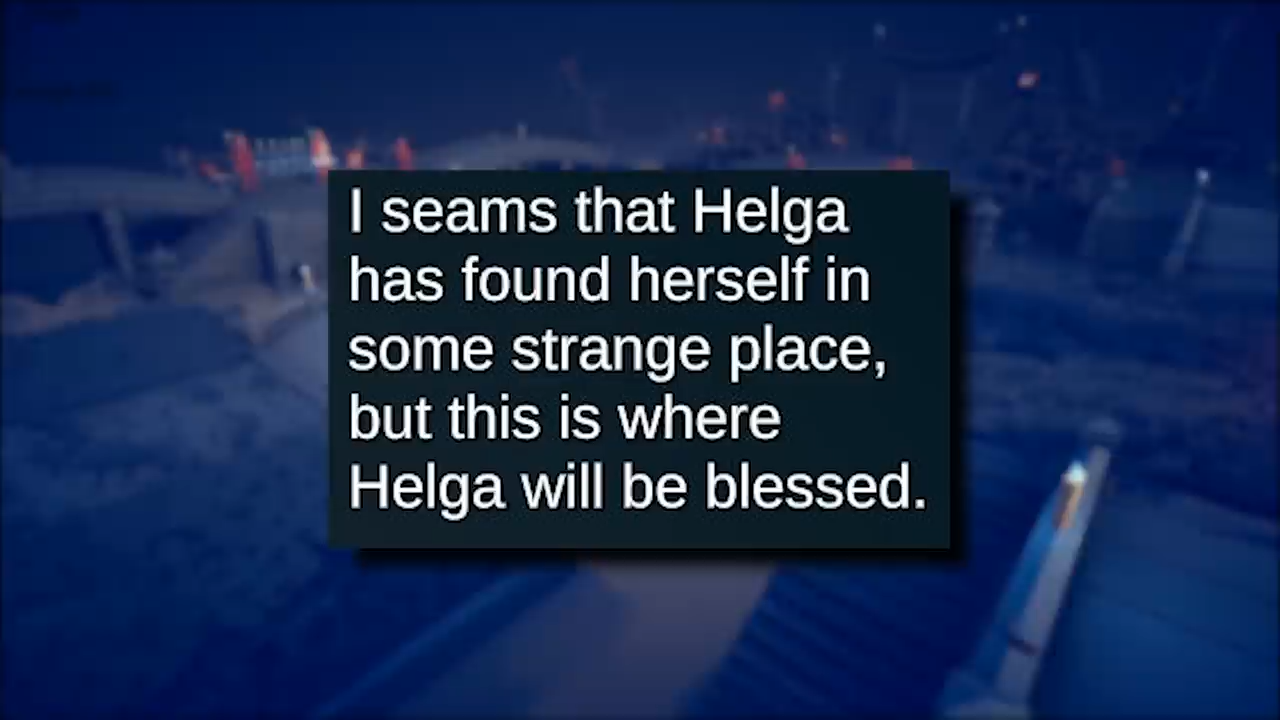 I seams that Helga
has found herself in
some strange place,
but this is where
Helga will be blessed.